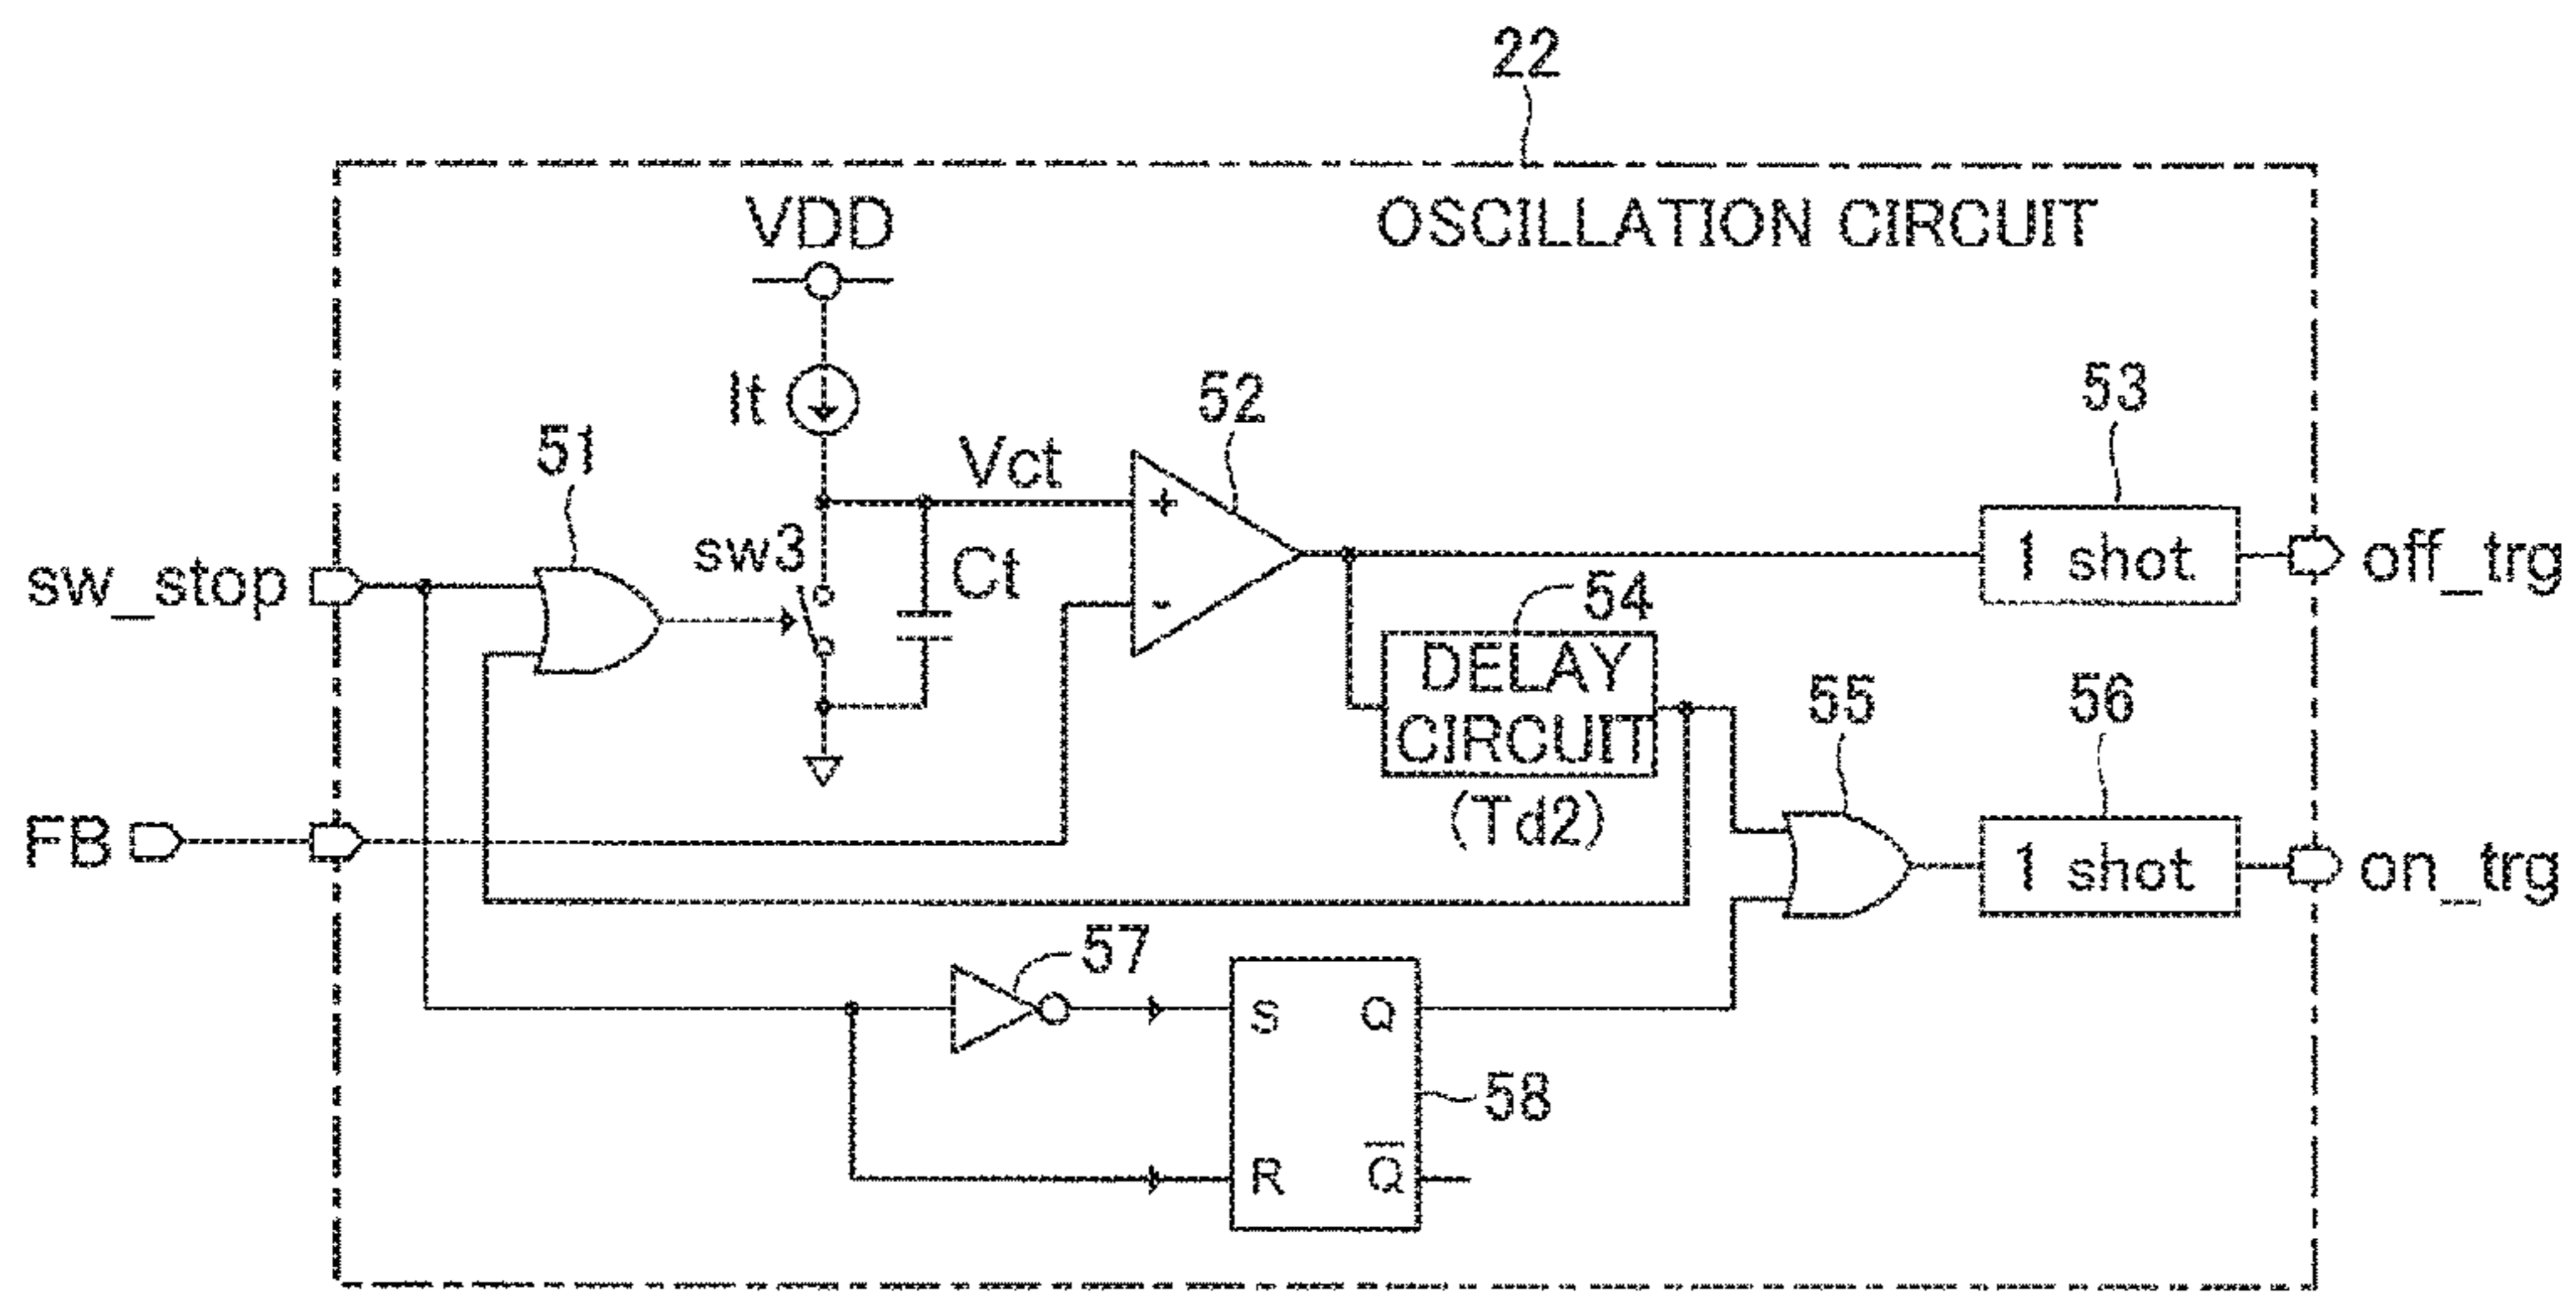 22
OSCILLATION CIRCUIT
VDD
It
51
sw3
Vct
Ct
52
+
-
53
1 shot
off_trg
sw_stop
54
DELAY
CIRCUIT
(Td2)
55
56
1 shot
on_trg
FB
57
S
Q
58
R
Q̅